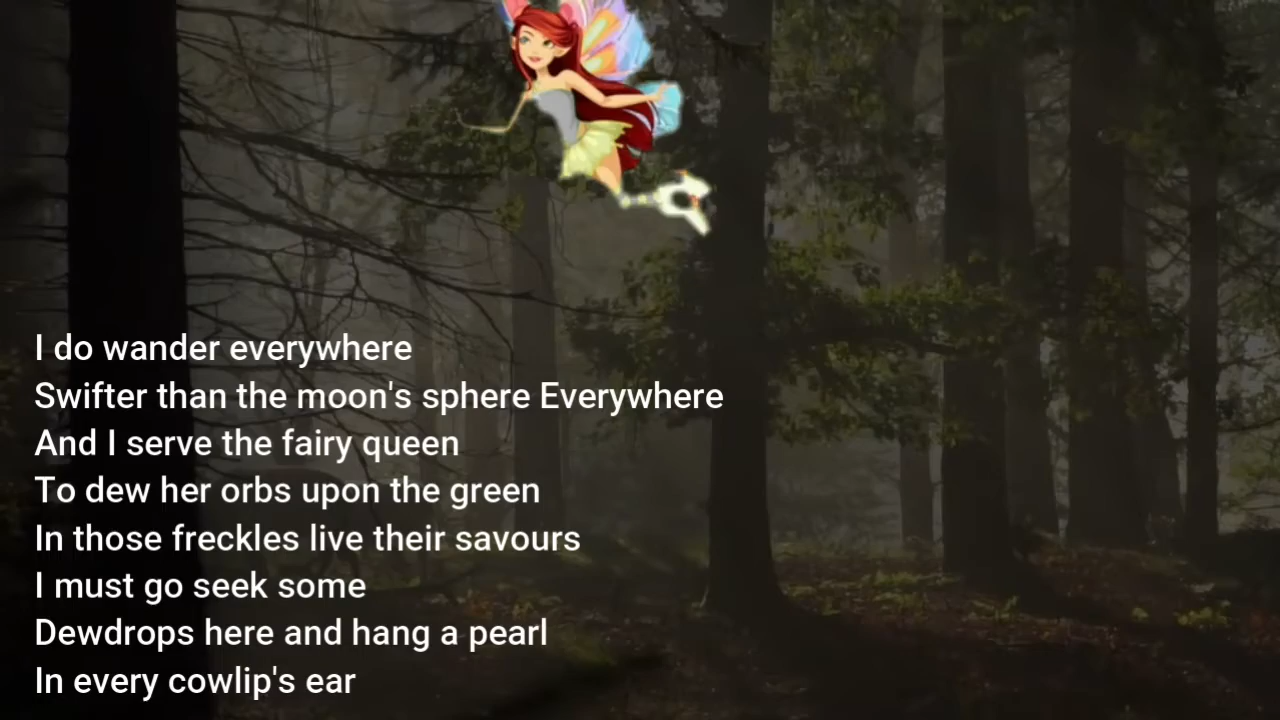 I do wander everywhere
Swifter than the moon's sphere Everywhere
And I serve the fairy queen
To dew her orbs upon the green
In those freckles live their savours
I must go seek some
Dewdrops here and hang a pearl
In every cowlip's ear